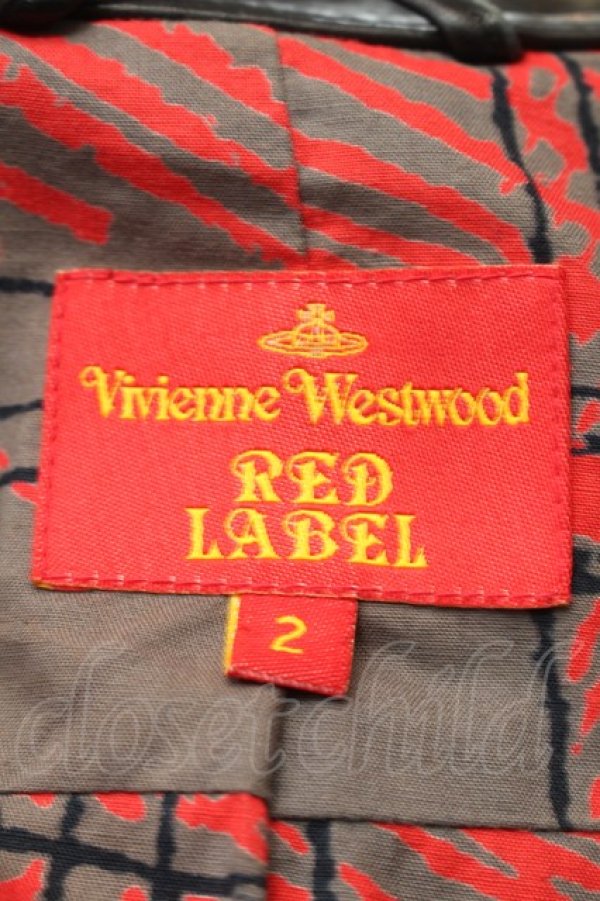 Vivienne Westwood
RED
LABEL
2
closetchild